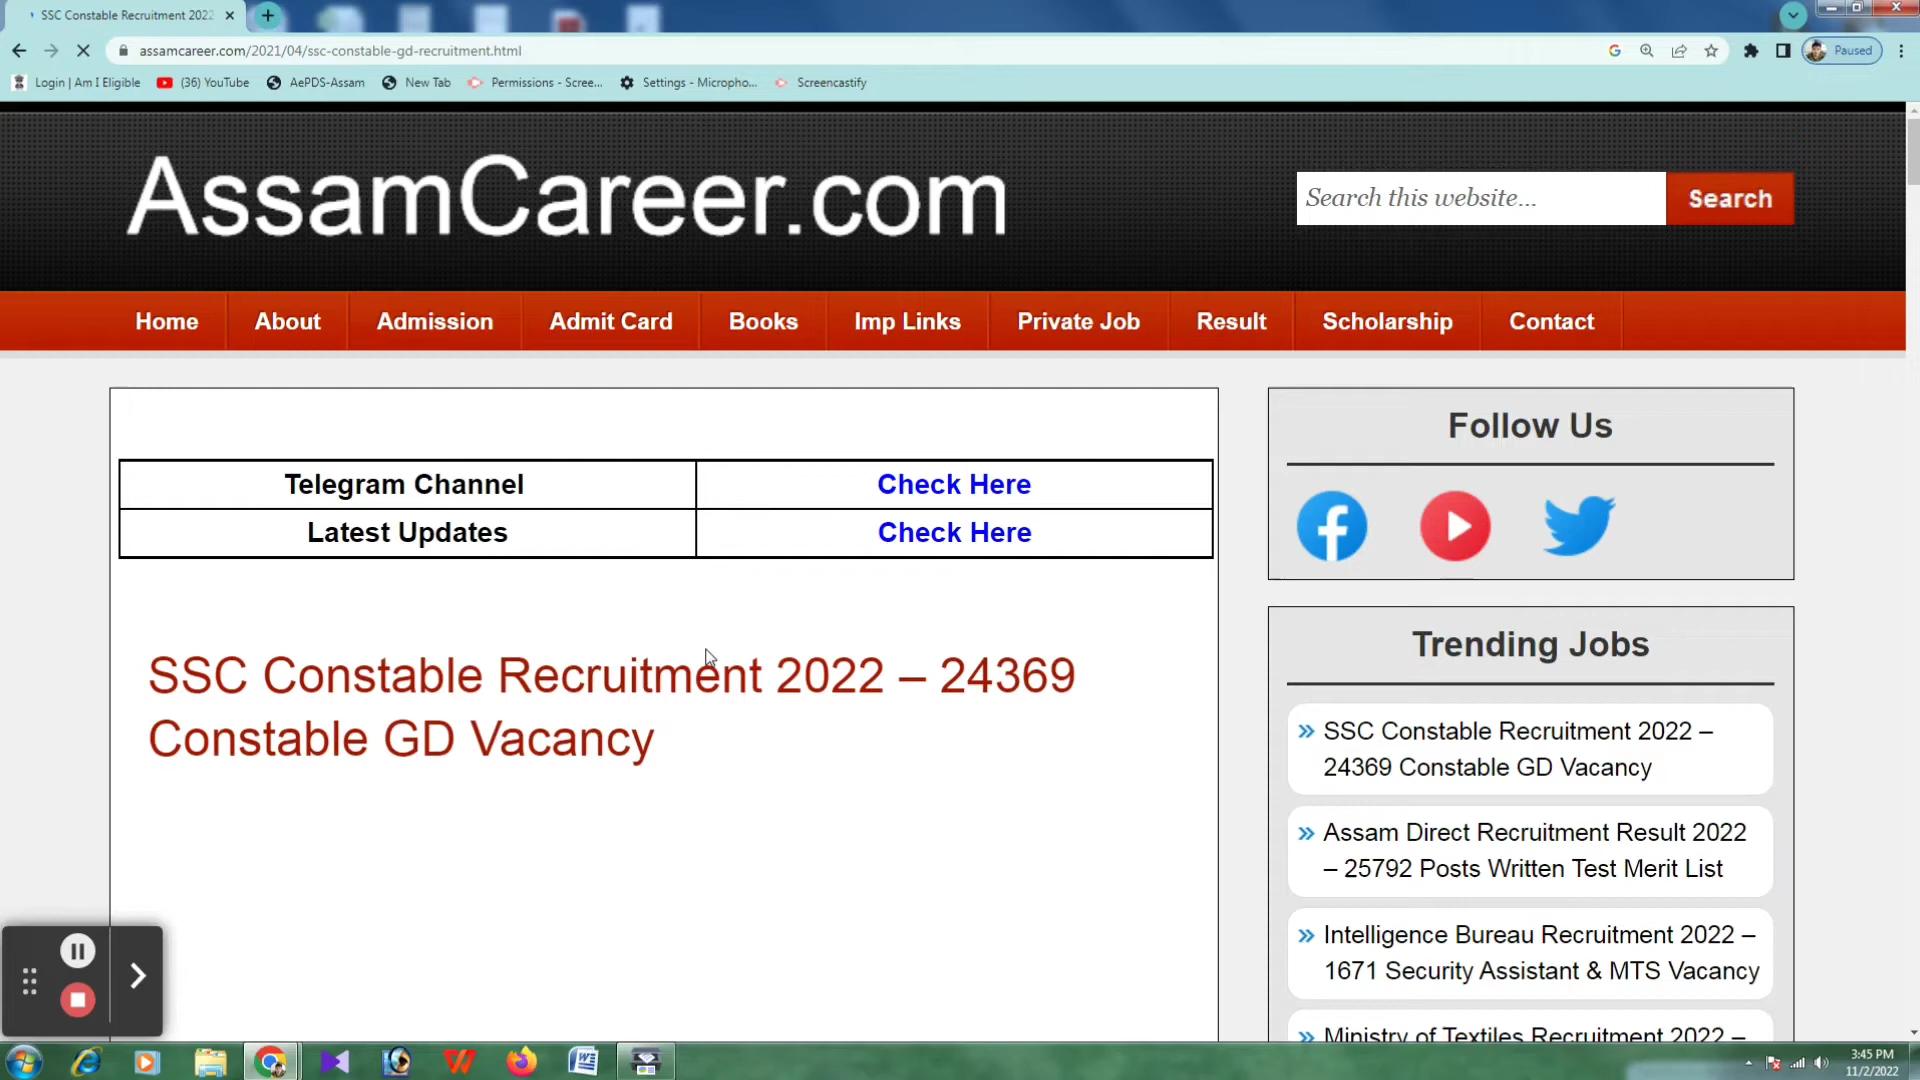 SSC Constable Recruitment 2022
assamcareer.com/2021/04/ssc-constable-gd-recruitment.html
Paused
Login | Am I Eligible
(36) YouTube
AePDS-Assam
New Tab
Permissions - Scree...
Settings - Micropho...
Screencastify
AssamCareer.com
Search this website...
Search
Home
About
Admission
Admit Card
Books
Imp Links
Private Job
Result
Scholarship
Contact
Telegram Channel
Check Here
Latest Updates
Check Here
SSC Constable Recruitment 2022 – 24369
Constable GD Vacancy
Follow Us
Trending Jobs
» SSC Constable Recruitment 2022 –
24369 Constable GD Vacancy
» Assam Direct Recruitment Result 2022
– 25792 Posts Written Test Merit List
» Intelligence Bureau Recruitment 2022 –
1671 Security Assistant & MTS Vacancy
» Ministry of Textiles Recruitment 2022 –
3:45 PM
11/2/2022